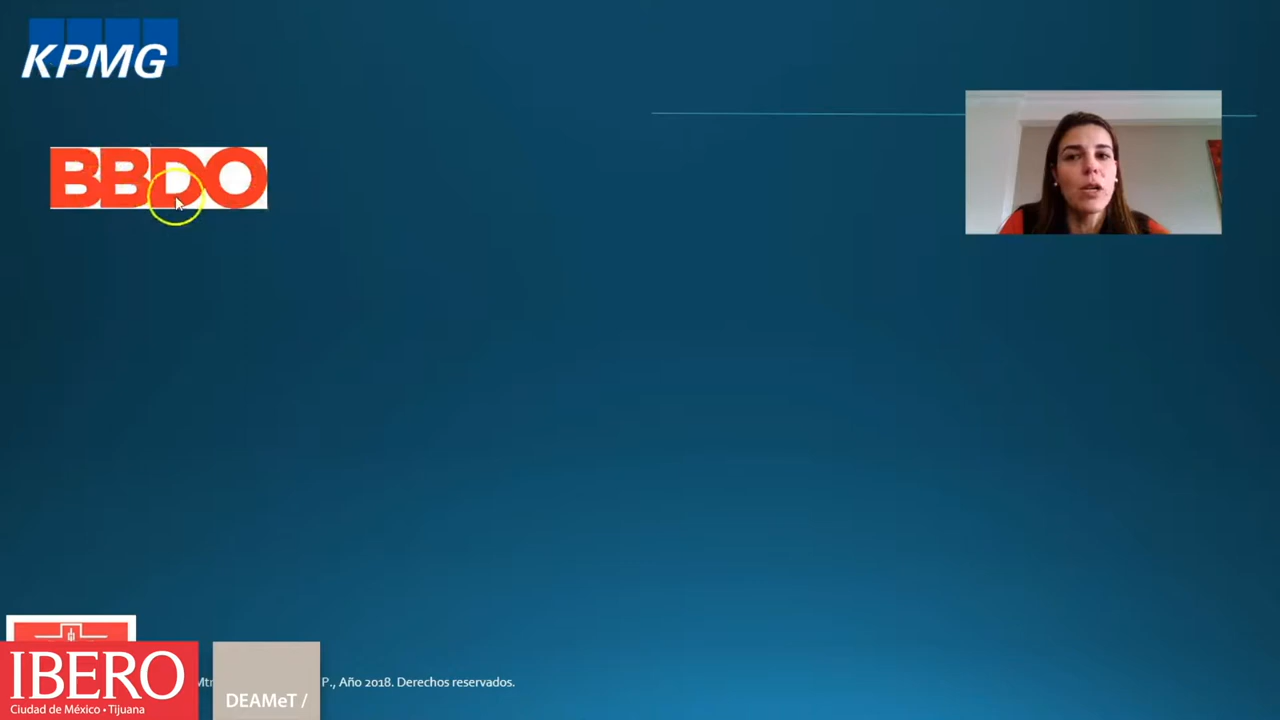 KPMG
BBDO
IBERO
Ciudad de México • Tijuana
DEAMeT /
P., Año 2018. Derechos reservados.